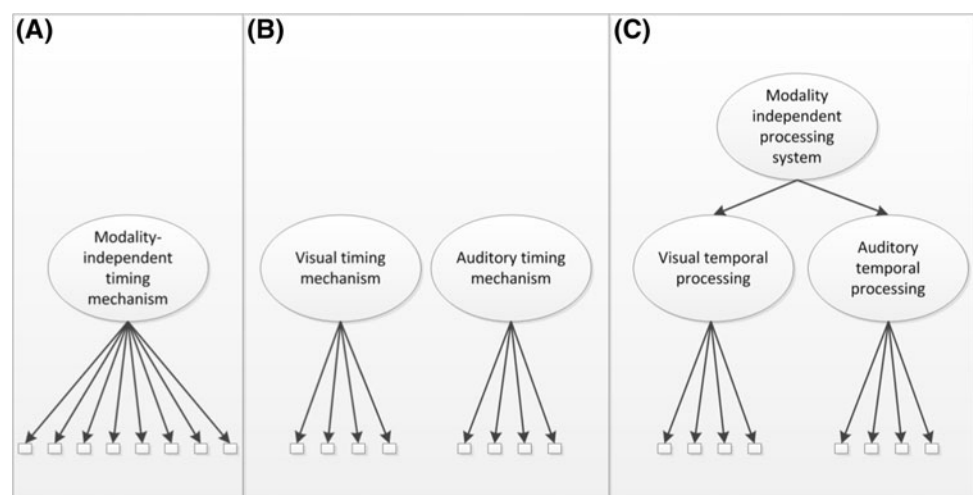 (A)
Modality-
independent
timing
mechanism
(B)
Visual timing
mechanism
Auditory timing
mechanism
(C)
Modality
independent
processing
system
Visual temporal
processing
Auditory
temporal
processing